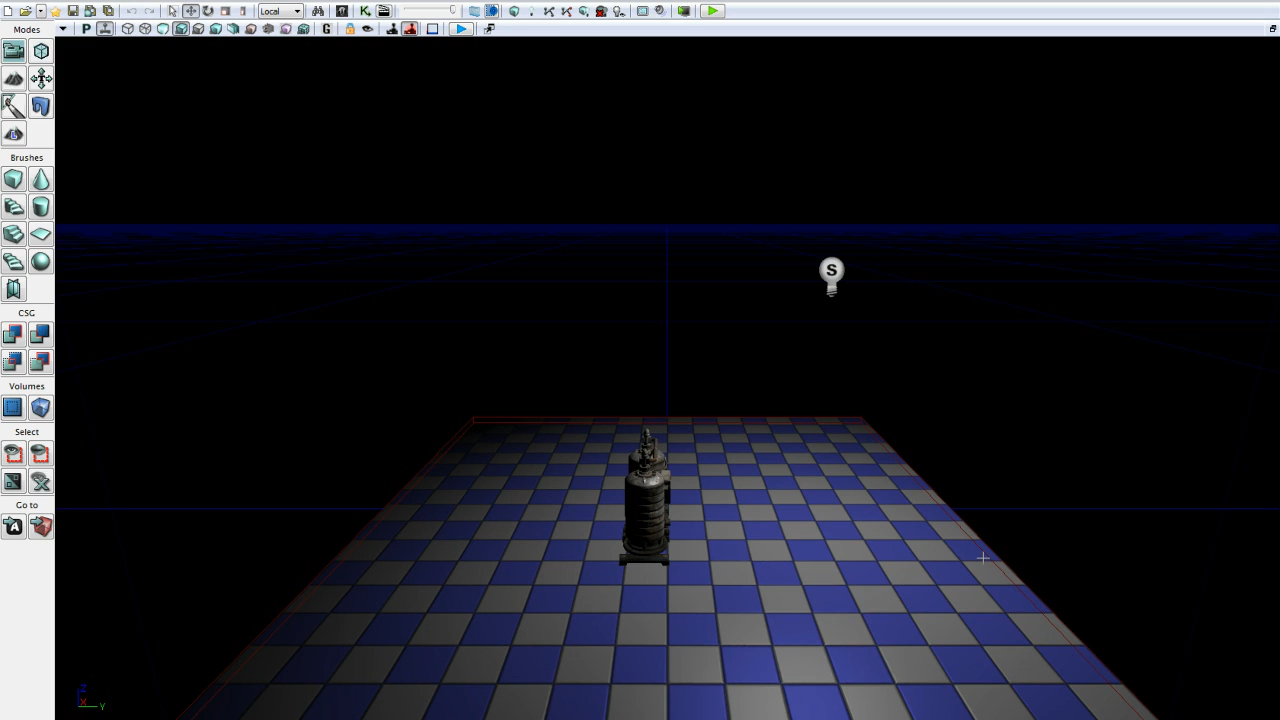 Local
P
G
Modes
Brushes
CSG
Volumes
Select
Go to
A
S
Z
X
Y